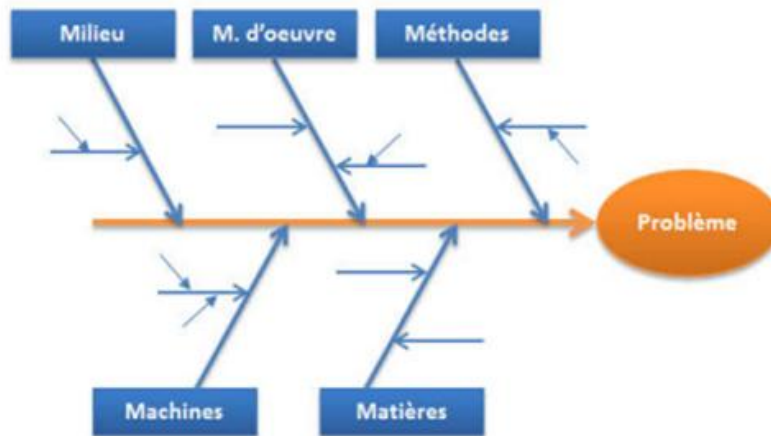 Milieu
M. d'oeuvre
Méthodes
Problème
Machines
Matières